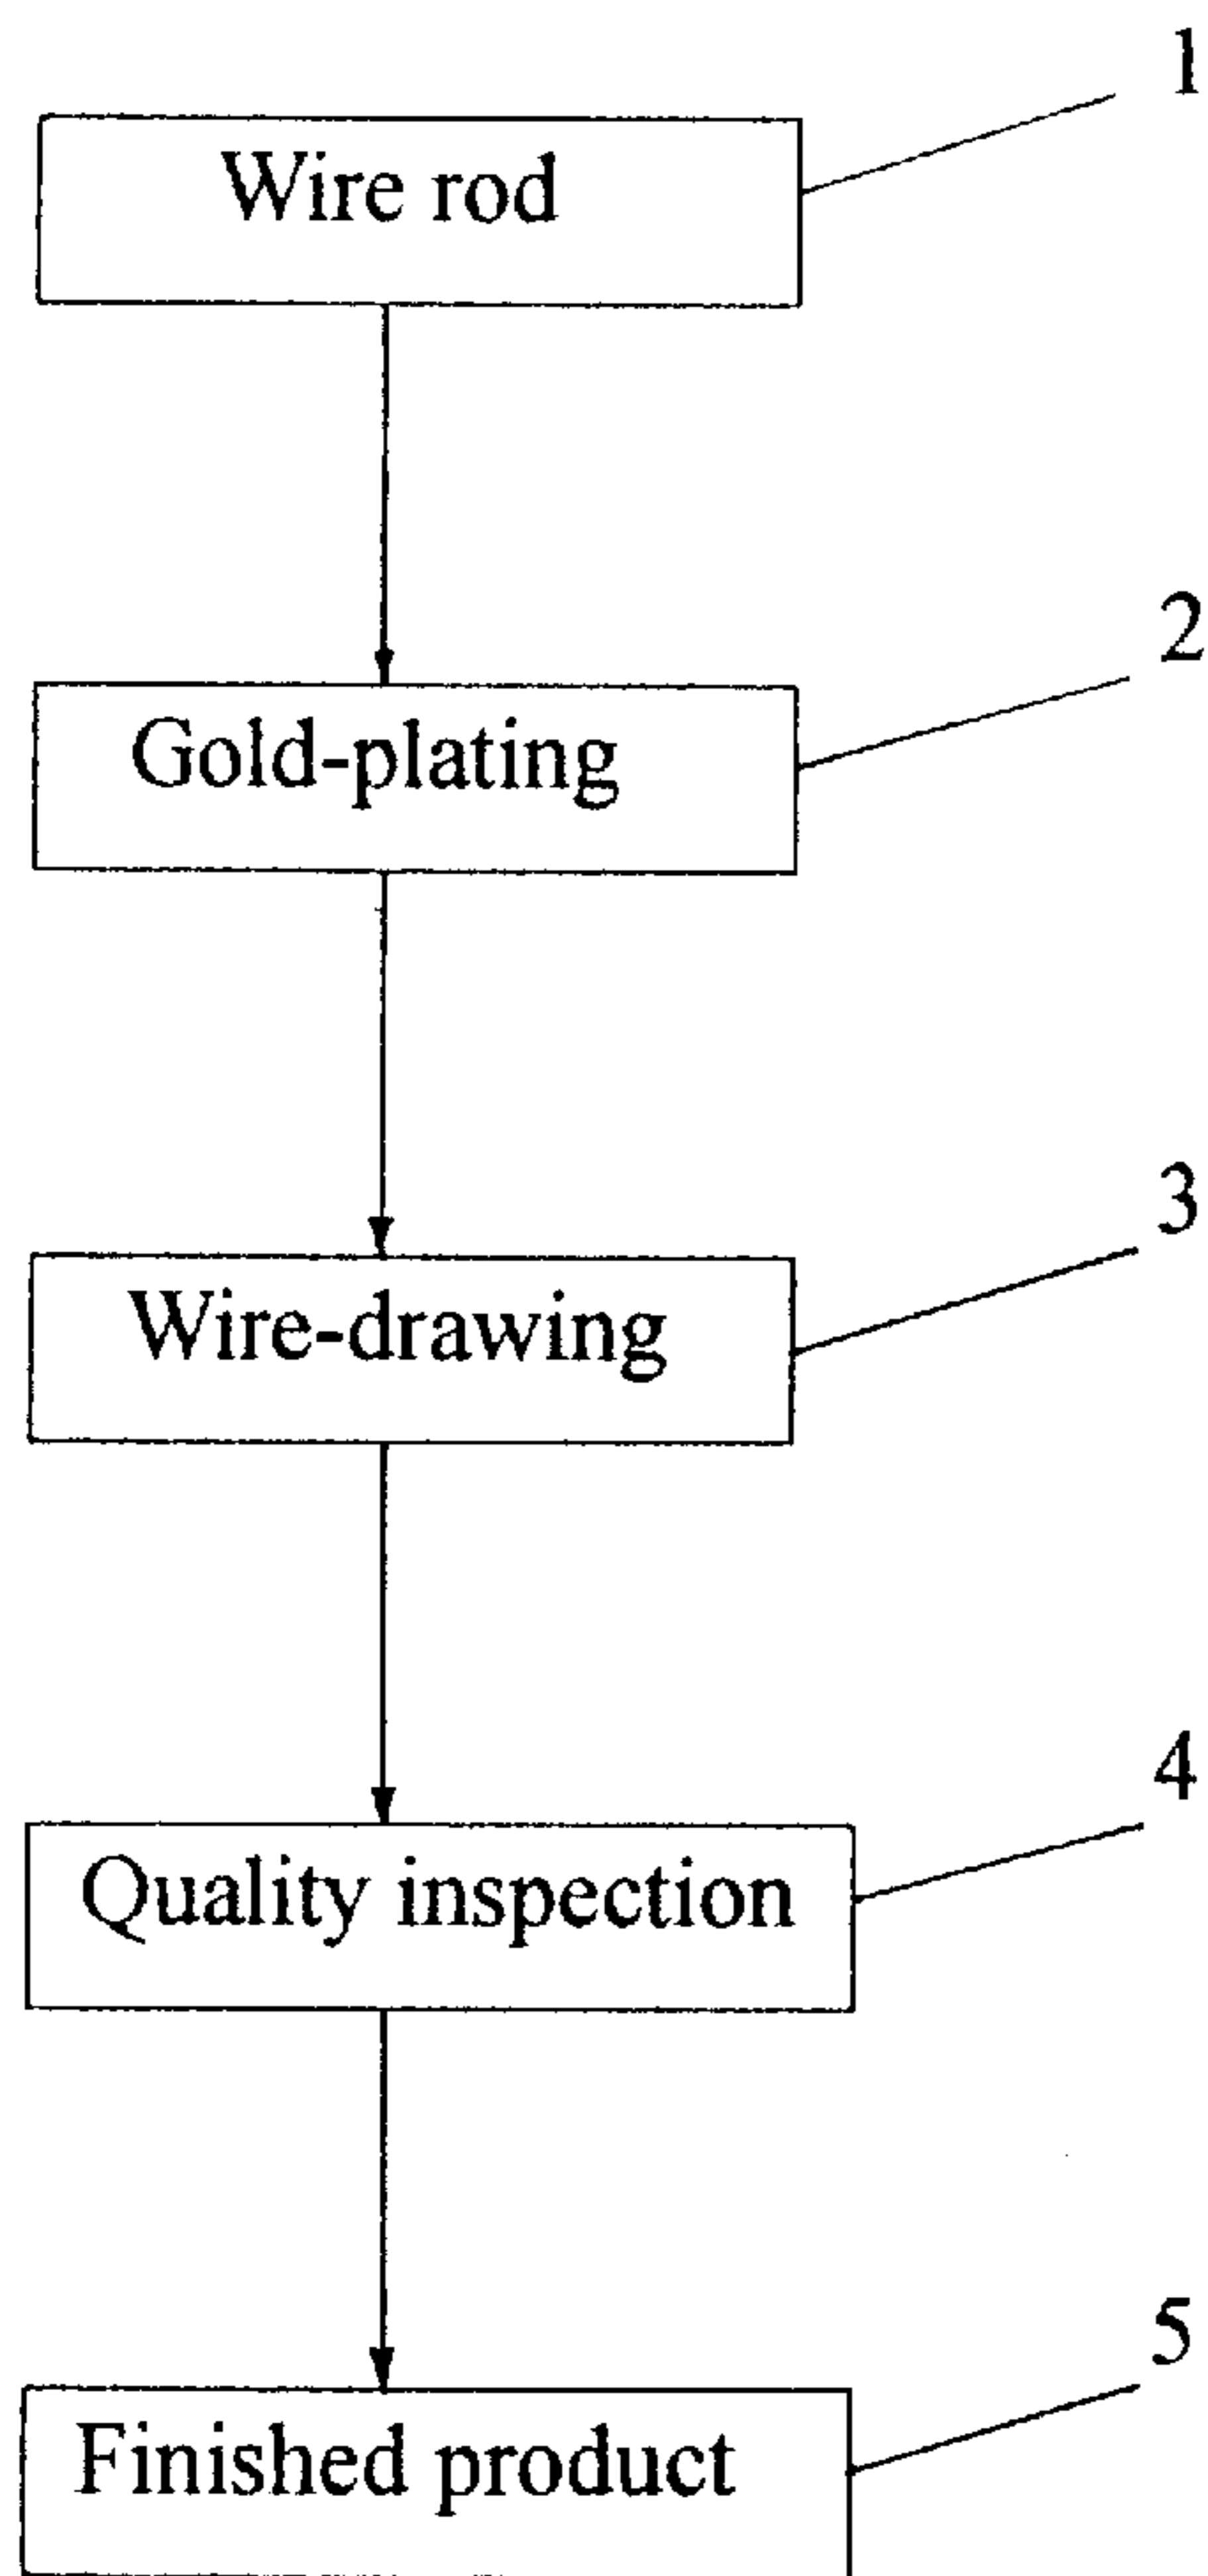 1
Wire rod
2
Gold-plating
3
Wire-drawing
4
Quality inspection
5
Finished product